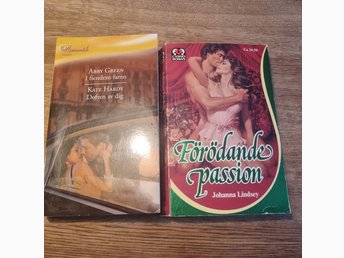 ABBY GREEN
I fiendens famn
KATE HARDY
Doften av dig
Förödande
passion
Johanna Lindsey